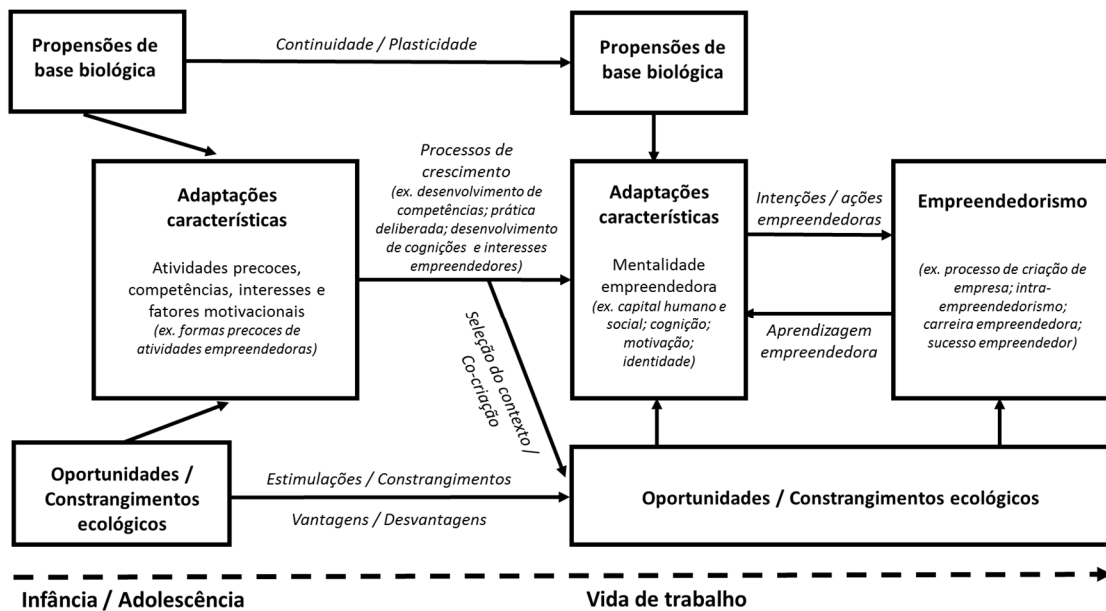 Propensões de
base biológica
Continuidade / Plasticidade
Propensões de
base biológica
Adaptações
características
Atividades precoces,
competências, interesses e
fatores motivacionais
(ex. formas precoces de
atividades empreendedoras)
Processos de
crescimento
(ex. desenvolvimento de
competências; prática
deliberada; desenvolvimento
de cognições e interesses
empreendedores)
Seleção do contexto /
Co-criação
Adaptações
características
Mentalidade
empreendedora
(ex. capital humano e
social; cognição;
motivação;
identidade)
Intenções / ações
empreendedoras
Aprendizagem
empreendedora
Empreendedorismo
(ex. processo de criação de
empresa; intra-
empreendedorismo;
carreira empreendedora;
sucesso empreendedor)
Oportunidades /
Constrangimentos
ecológicos
Estimulações / Constrangimentos
Vantagens / Desvantagens
Oportunidades / Constrangimentos ecológicos
Infância / Adolescência
Vida de trabalho